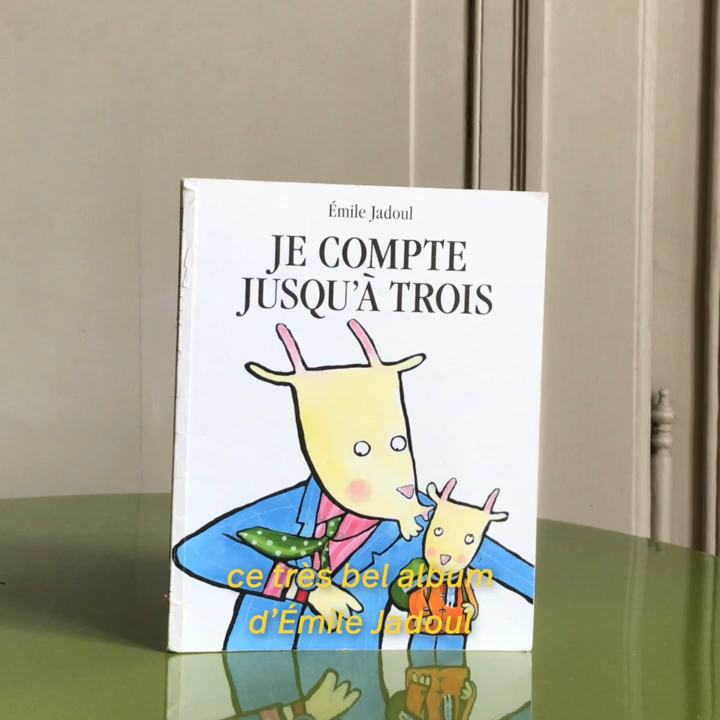 Émile Jadoul
JE COMPTE
JUSQU'À TROIS
ce très bel album
d'Émile Jadoul